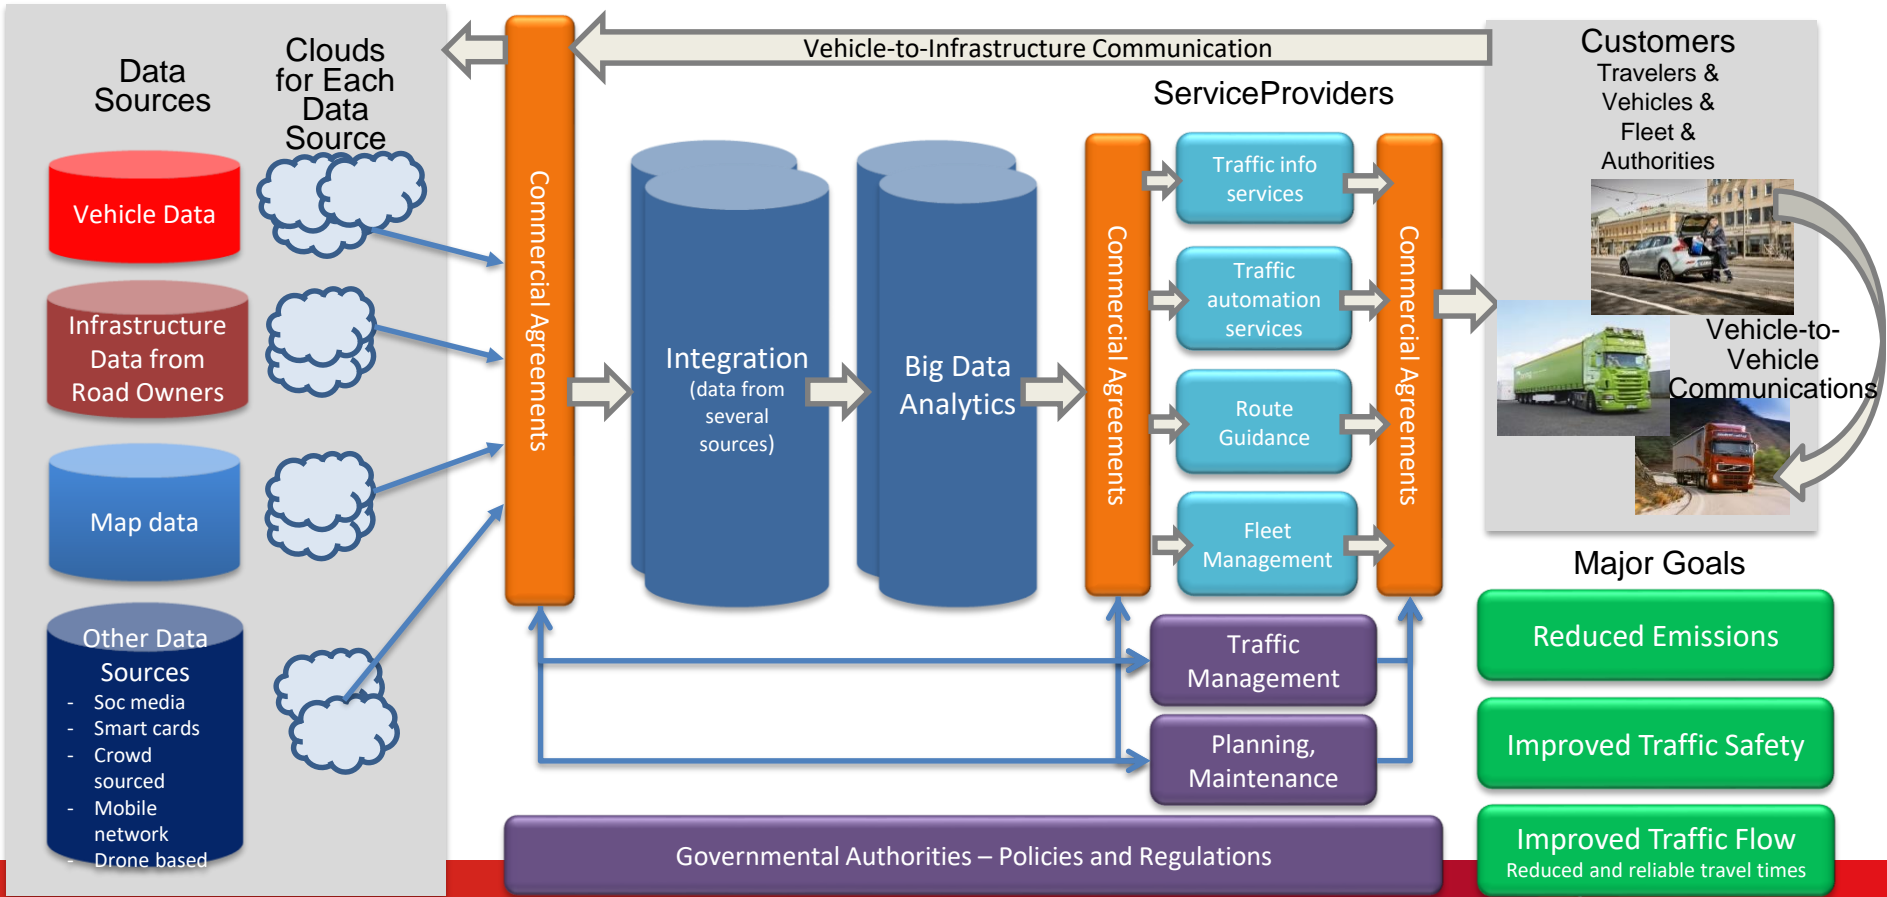 Data
Sources
Clouds
for Each
Data
Source
Vehicle Data
Infrastructure
Data from
Road Owners
Map data
Other Data
Sources
- Soc media
- Smart cards
- Crowd
sourced
- Mobile
network
- Drone based
Commercial Agreements
Vehicle-to-Infrastructure Communication
Integration
(data from
several
sources)
Big Data
Analytics
ServiceProviders
Commercial Agreements
Traffic info
services
Traffic
automation
services
Route
Guidance
Fleet
Management
Commercial Agreements
Traffic
Management
Planning,
Maintenance
Governmental Authorities – Policies and Regulations
Customers
Travelers &
Vehicles &
Fleet &
Authorities
Vehicle-to-
Vehicle
Communications
Major Goals
Reduced Emissions
Improved Traffic Safety
Improved Traffic Flow
Reduced and reliable travel times